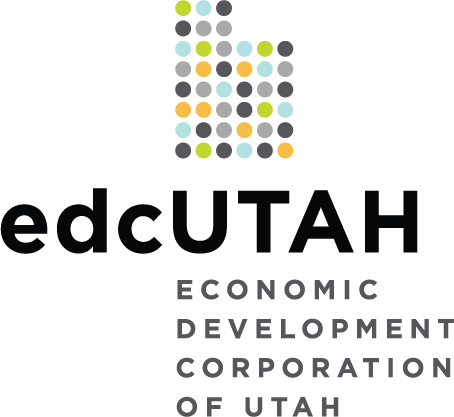 edcUTAH
ECONOMIC
DEVELOPMENT
CORPORATION
OF UTAH